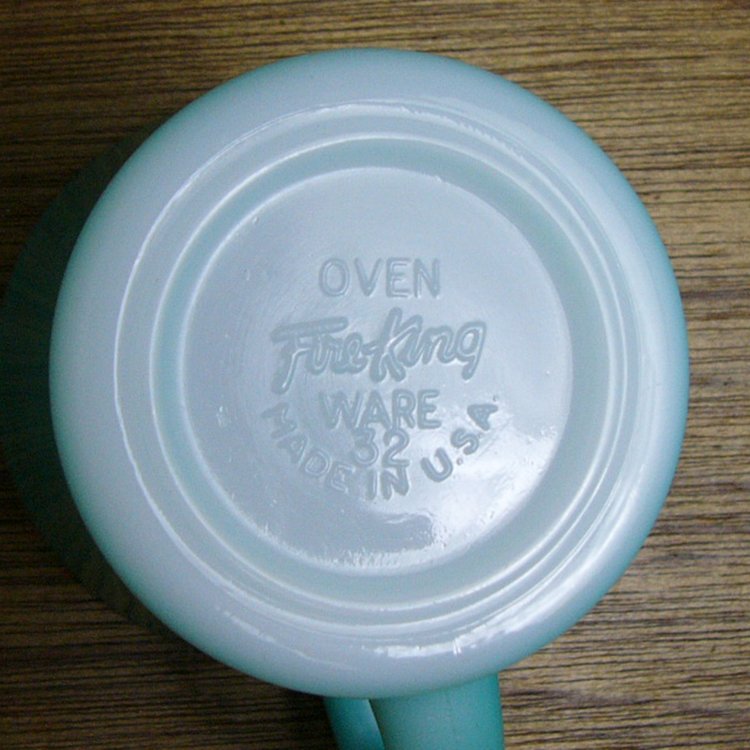 OVEN
Fire-King
WARE
32
MADE IN U.S.A.